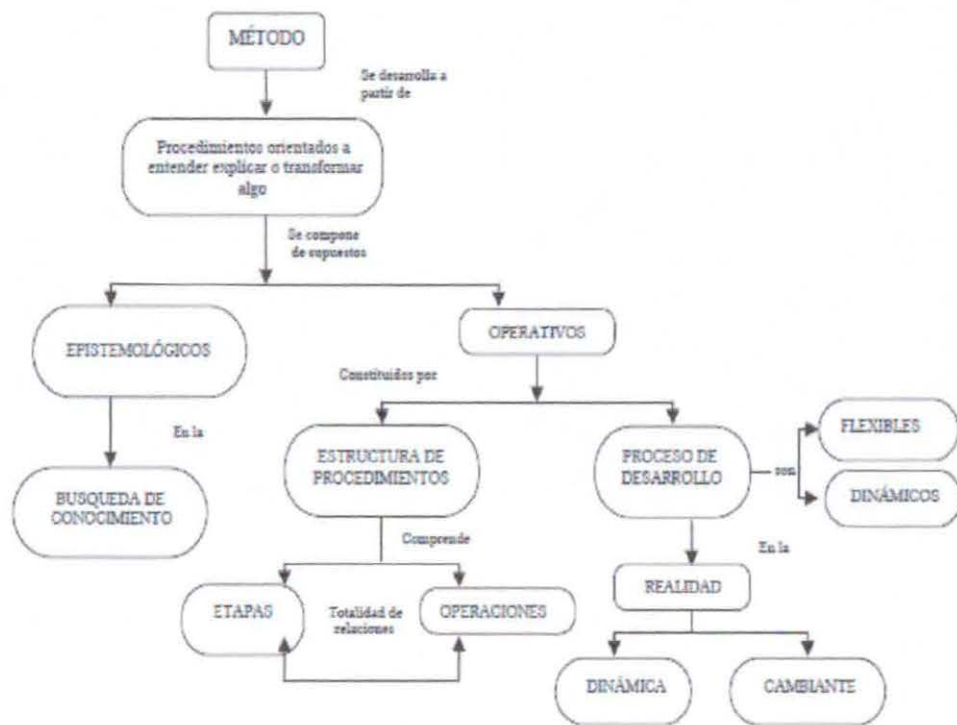 MÉTODO
Se desarrolla a
partir de
Procedimientos orientados a
entender explicar o transformar
algo
Se compone
de supuestos
EPISTEMOLÓGICOS
OPERATIVOS
Constituidos por
En la
ESTRUCTURA DE
PROCEDIMIENTOS
PROCESO DE
DESARROLLO
son
FLEXIBLES
DINÁMICOS
BUSQUEDA DE
CONOCIMIENTO
Comprende
En la
ETAPAS
Totalidad de
relaciones
OPERACIONES
REALIDAD
DINÁMICA
CAMBIANTE